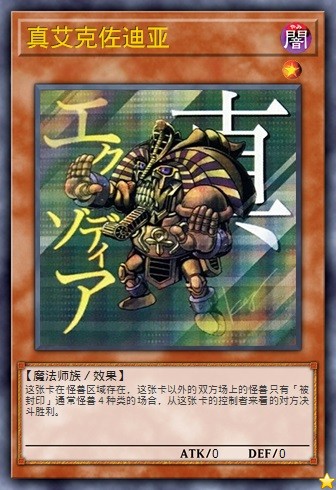 真艾克佐迪亚
闇
真
エクゾディア
【魔法师族／效果】
这张卡在怪兽区域存在，这张卡以外的双方场上的怪兽只有「被
封印」通常怪兽４种类的场合，从这张卡的控制者来看的对方决
斗胜利。
ATK/0 DEF/0